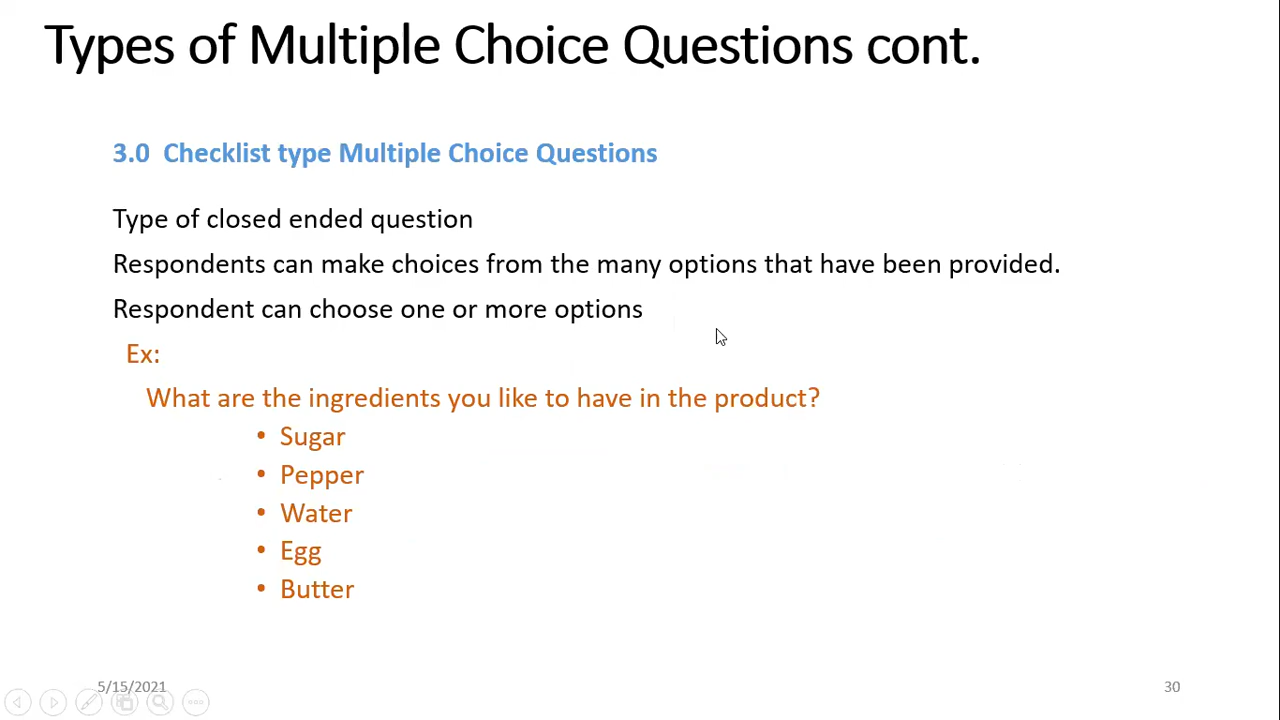 Types of Multiple Choice Questions cont.
3.0 Checklist type Multiple Choice Questions
Type of closed ended question
Respondents can make choices from the many options that have been provided.
Respondent can choose one or more options
Ex:
What are the ingredients you like to have in the product?
• Sugar
• Pepper
• Water
• Egg
• Butter
5/15/2021
30